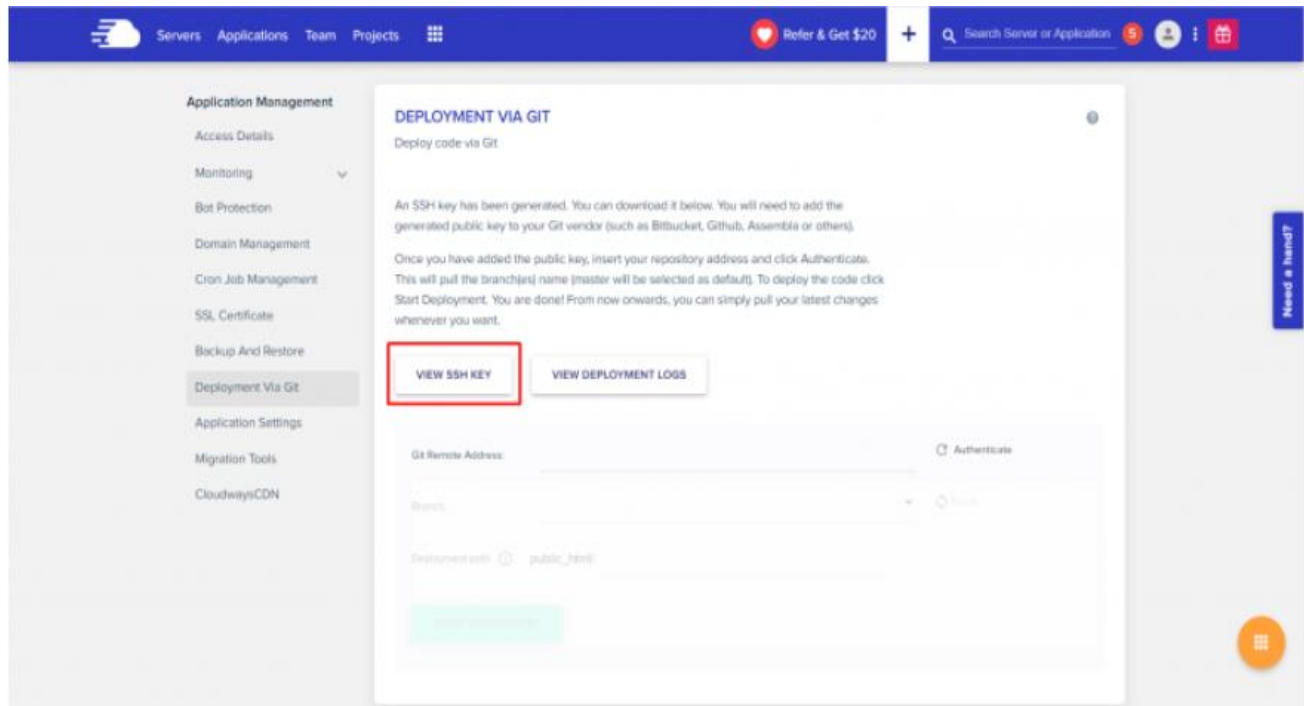 Servers Applications Team Projects
Refer & Get $20
+
Search Server or Application
5
Application Management
Access Details
Monitoring
Bot Protection
Domain Management
Cron Job Management
SSL Certificate
Backup And Restore
Deployment Via Git
Application Settings
Migration Tools
CloudwaysCDN
DEPLOYMENT VIA GIT
Deploy code via Git
An SSH key has been generated. You can download it below. You will need to add the
generated public key to your Git vendor (such as Bitbucket, Github, Assembla or others).
Once you have added the public key, insert your repository address and click Authenticate.
This will pull the branch(es) name (master will be selected as default). To deploy the code click
Start Deployment. You are done! From now onwards, you can simply pull your latest changes
whenever you want.
VIEW SSH KEY
VIEW DEPLOYMENT LOGS
Git Remote Address:
Authenticate
Branch:
Deployment path
public_html/
Need a hand?